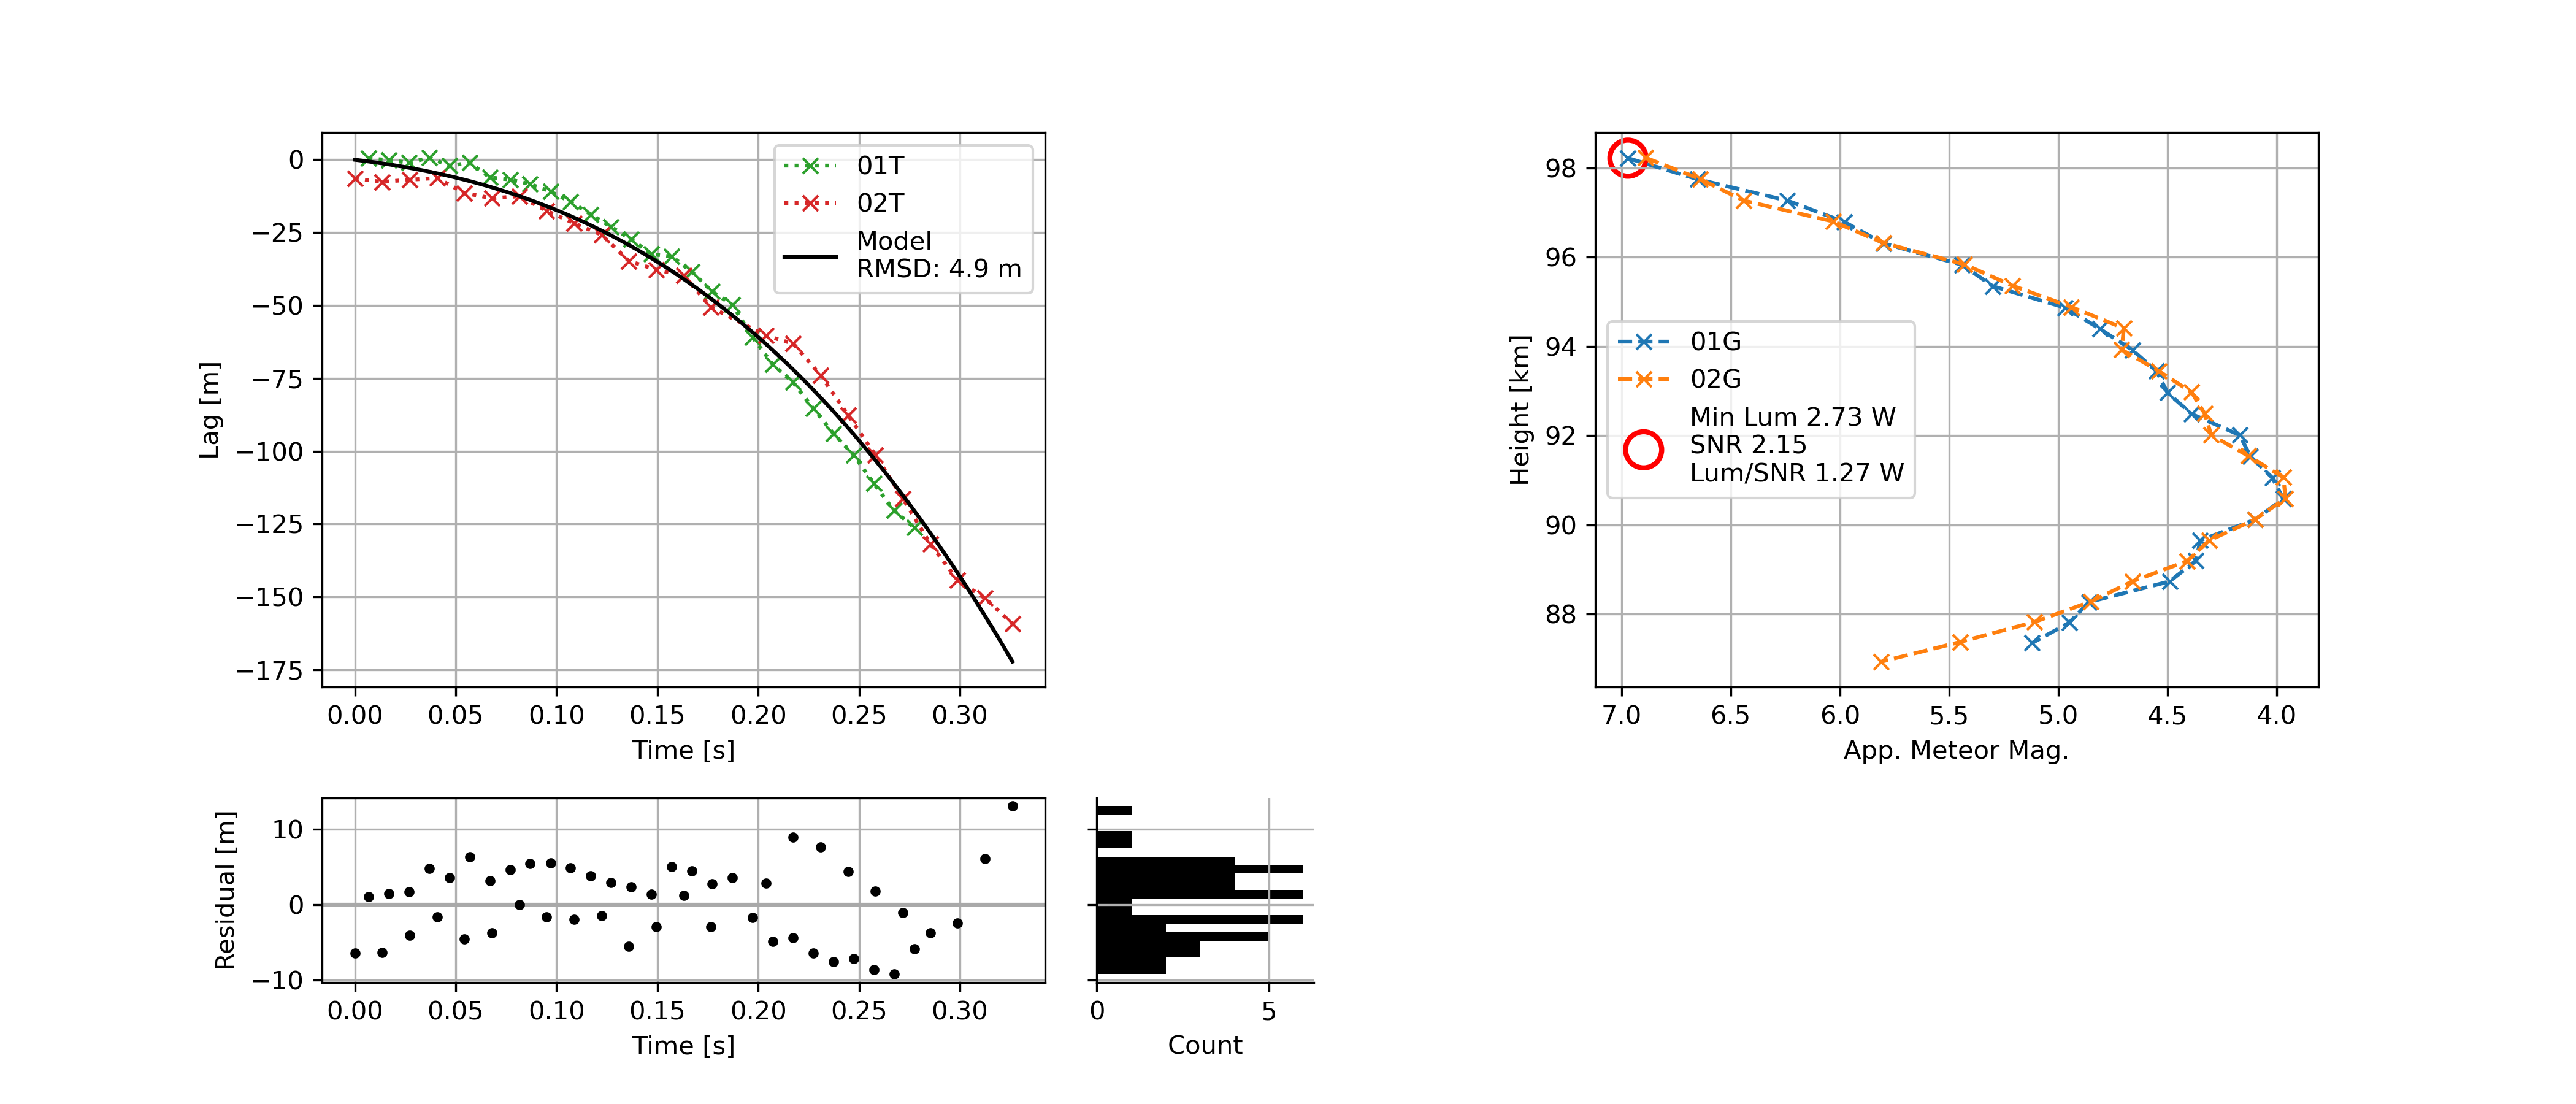 0
−25
−50
−75
−100
−125
−150
−175
Lag [m]
0.00 0.05 0.10 0.15 0.20 0.25 0.30
Time [s]
01T
02T
Model
RMSD: 4.9 m
98
96
94
92
90
88
Height [km]
7.0 6.5 6.0 5.5 5.0 4.5 4.0
App. Meteor Mag.
01G
02G
Min Lum 2.73 W
SNR 2.15
Lum/SNR 1.27 W
10
0
−10
Residual [m]
0.00 0.05 0.10 0.15 0.20 0.25 0.30
Time [s]
0 5
Count